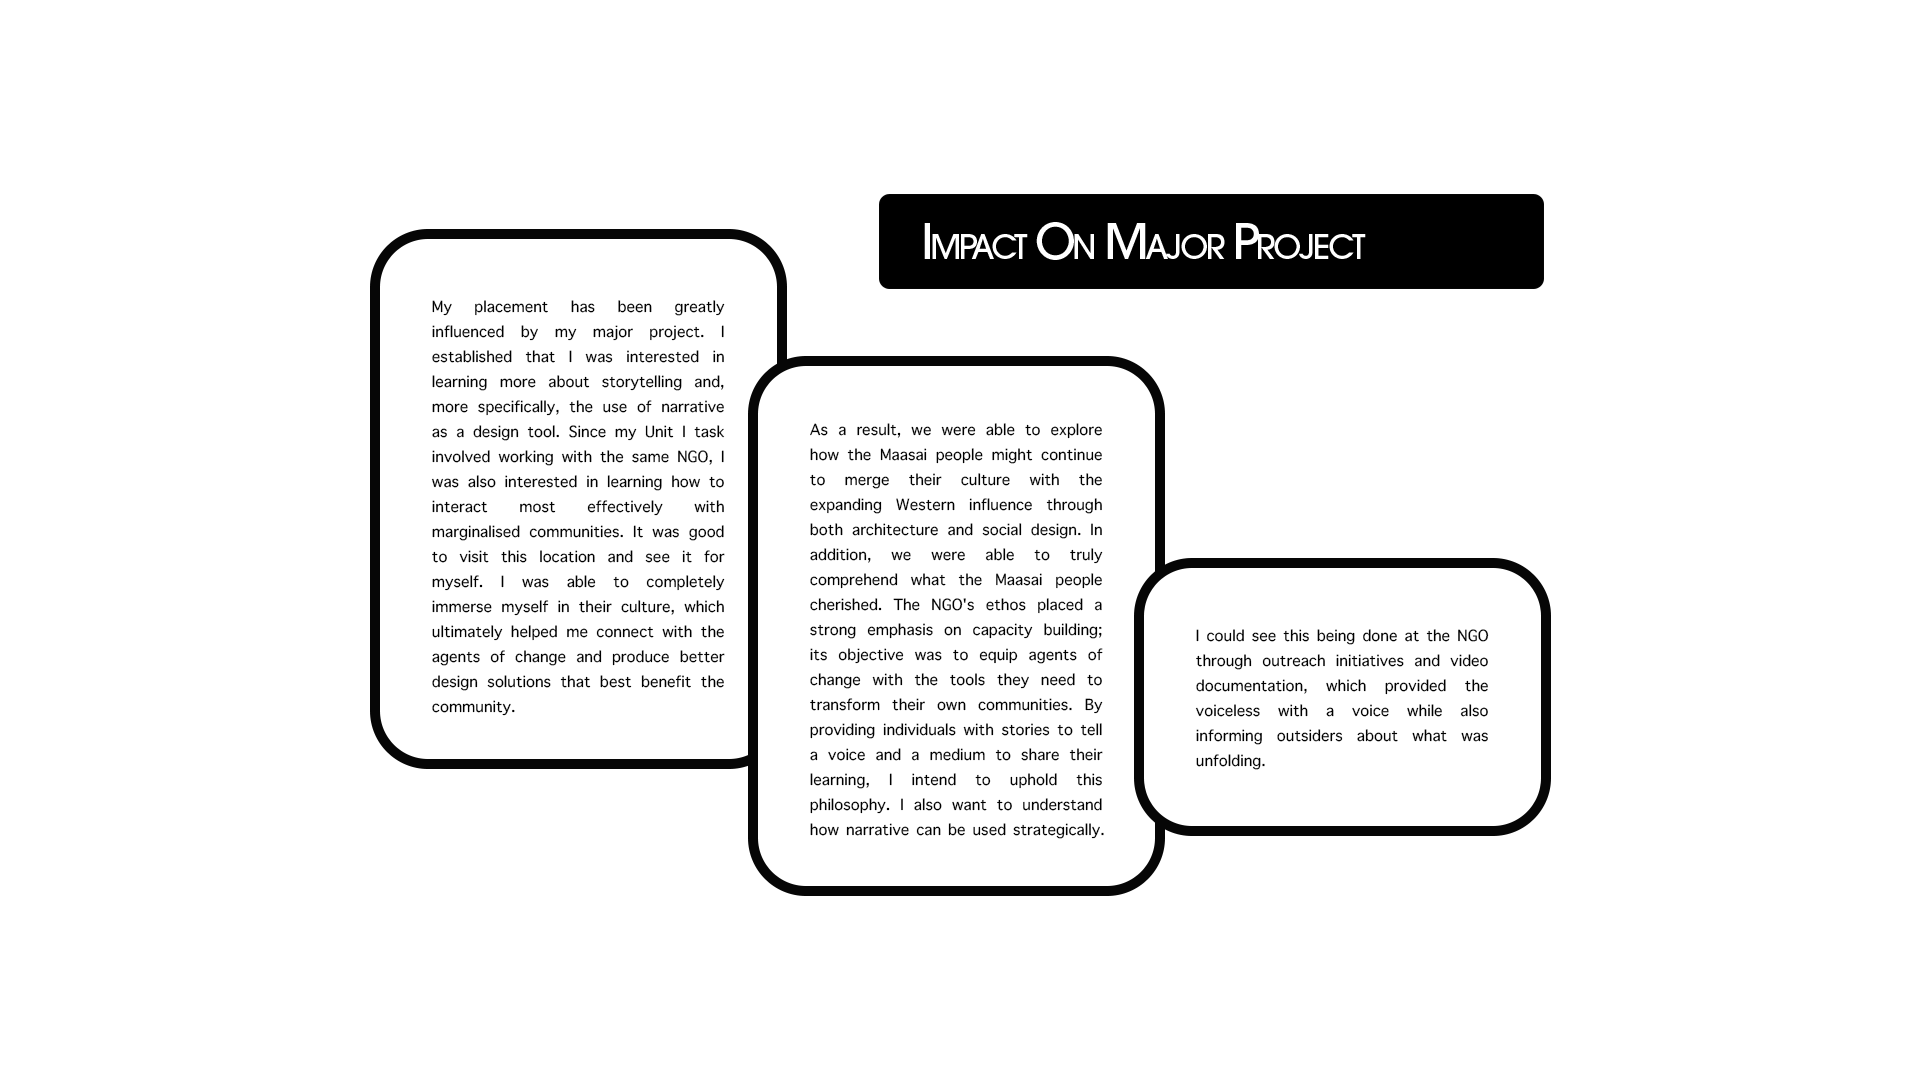 Impact On Major Project
My placement has been greatly
influenced by my major project. I
established that I was interested in
learning more about storytelling and,
more specifically, the use of narrative
as a design tool. Since my Unit I task
involved working with the same NGO, I
was also interested in learning how to
interact most effectively with
marginalised communities. It was good
to visit this location and see it for
myself. I was able to completely
immerse myself in their culture, which
ultimately helped me connect with the
agents of change and produce better
design solutions that best benefit the
community.
As a result, we were able to explore
how the Maasai people might continue
to merge their culture with the
expanding Western influence through
both architecture and social design. In
addition, we were able to truly
comprehend what the Maasai people
cherished. The NGO's ethos placed a
strong emphasis on capacity building;
its objective was to equip agents of
change with the tools they need to
transform their own communities. By
providing individuals with stories to tell
a voice and a medium to share their
learning, I intend to uphold this
philosophy. I also want to understand
how narrative can be used strategically.
I could see this being done at the NGO
through outreach initiatives and video
documentation, which provided the
voiceless with a voice while also
informing outsiders about what was
unfolding.